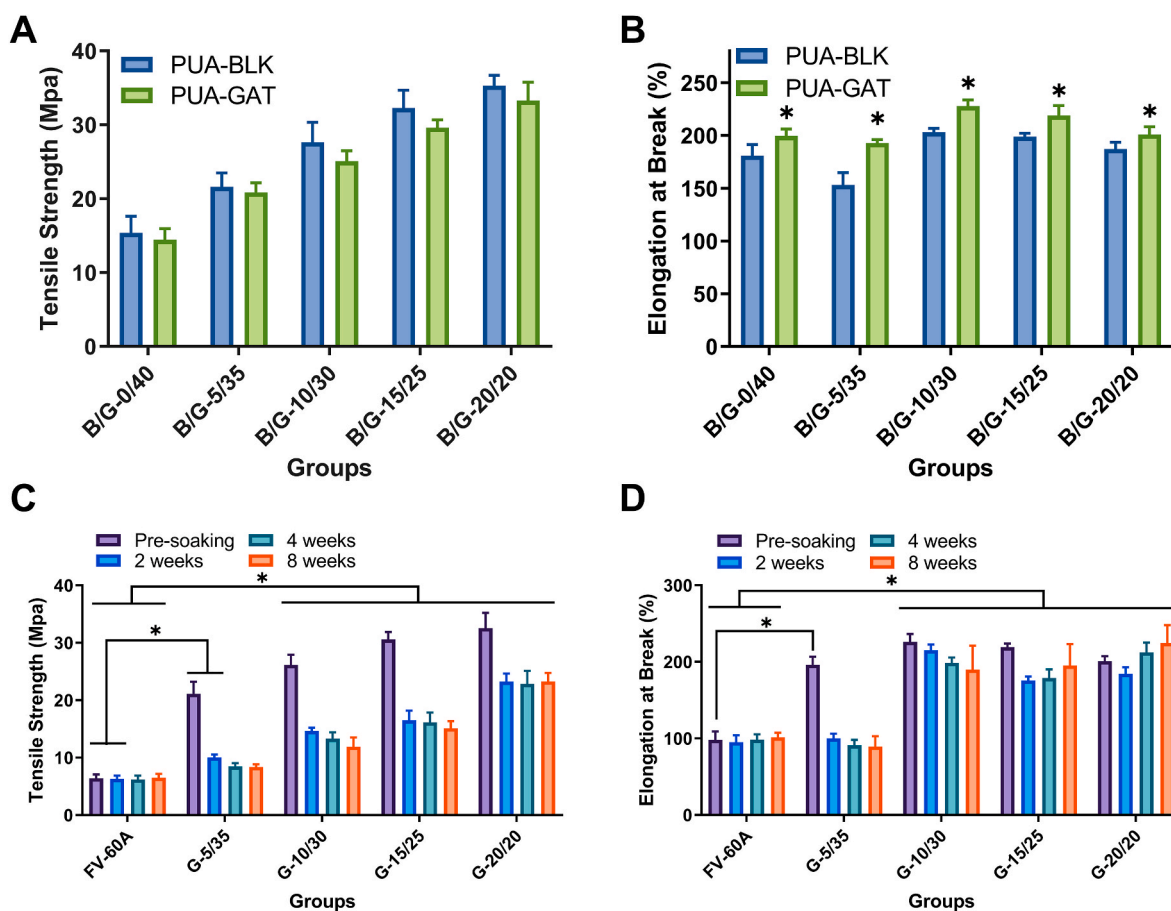 A
Tensile Strength (Mpa)
40
30
20
10
0
PUA-BLK
PUA-GAT
B/G-0/40
B/G-5/35
B/G-10/30
B/G-15/25
B/G-20/20
Groups
B
Elongation at Break (%)
250
200
150
100
50
0
PUA-BLK
PUA-GAT
* * * * *
B/G-0/40
B/G-5/35
B/G-10/30
B/G-15/25
B/G-20/20
Groups
C
Pre-soaking
4 weeks
2 weeks
8 weeks
Tensile Strength (Mpa)
40
30
20
10
0
*
*
FV-60A
G-5/35
G-10/30
G-15/25
G-20/20
Groups
D
Pre-soaking
4 weeks
2 weeks
8 weeks
Elongation at Break (%)
300
200
100
0
*
*
FV-60A
G-5/35
G-10/30
G-15/25
G-20/20
Groups